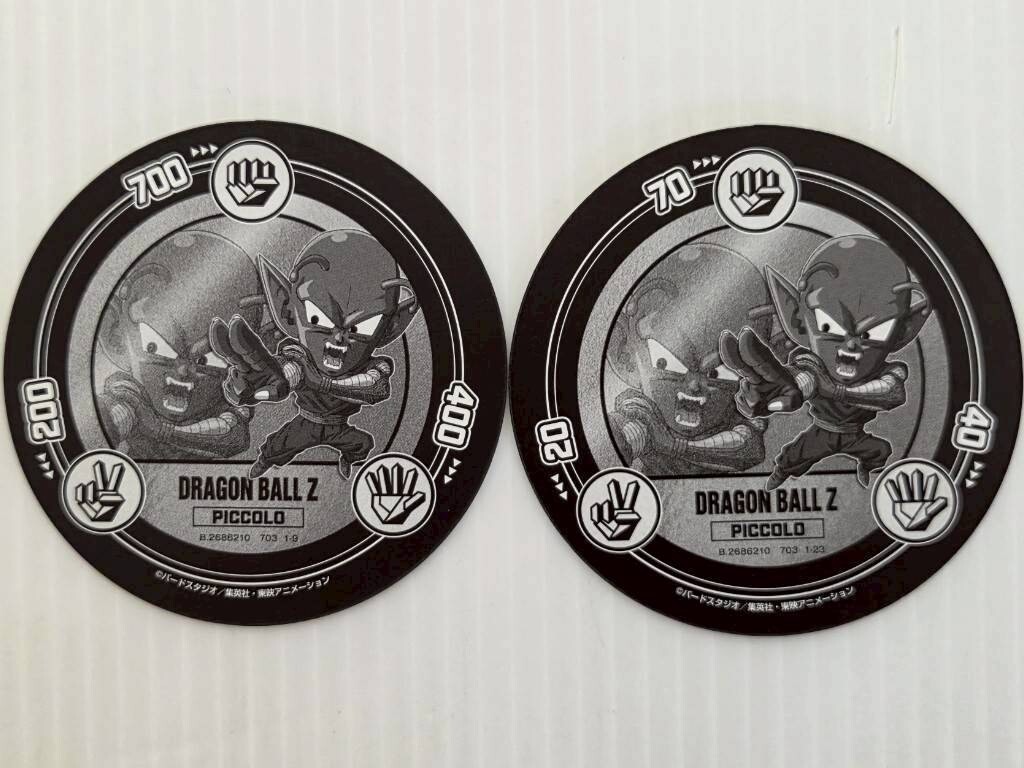 700
200
400
DRAGON BALL Z
PICCOLO
B.2686210 703 1-9
©バードスタジオ／集英社・東映アニメーション
70
20
40
DRAGON BALL Z
PICCOLO
B.2686210 703 1-23
©バードスタジオ／集英社・東映アニメーション